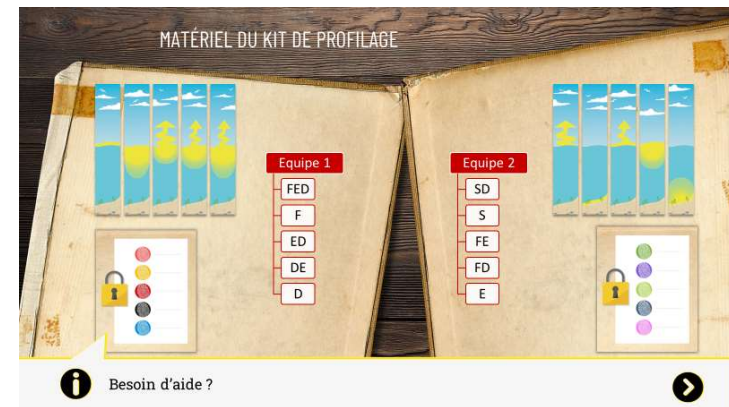 MATÉRIEL DU KIT DE PROFILAGE
Equipe 1
FED
F
ED
DE
D
Equipe 2
SD
S
FE
FD
E
Besoin d'aide ?